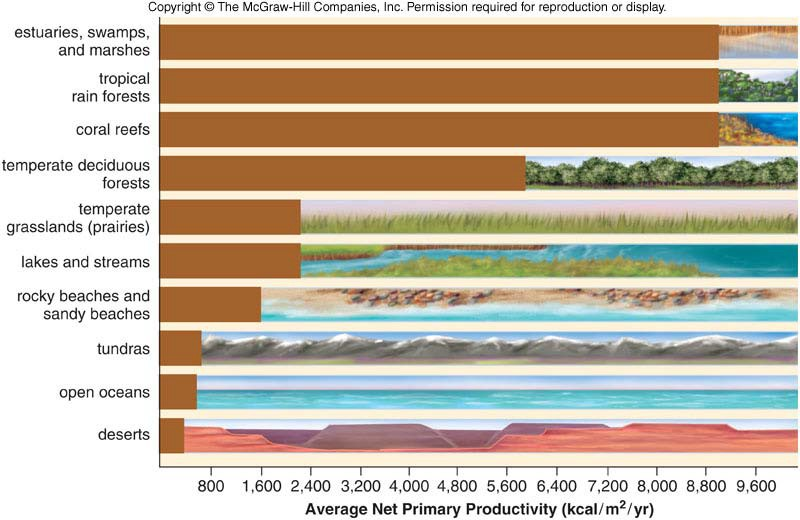 Copyright © The McGraw-Hill Companies, Inc. Permission required for reproduction or display.
estuaries, swamps,
and marshes
tropical
rain forests
coral reefs
temperate deciduous
forests
temperate
grasslands (prairies)
lakes and streams
rocky beaches and
sandy beaches
tundras
open oceans
deserts
800 1,600 2,400 3,200 4,000 4,800 5,600 6,400 7,200 8,000 8,800 9,600
Average Net Primary Productivity (kcal/m²/yr)